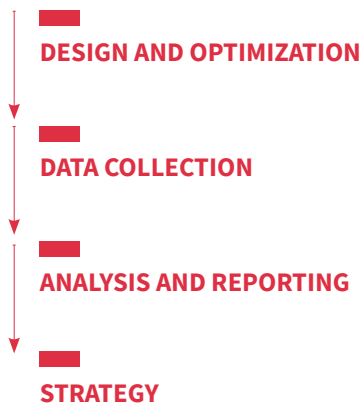 DESIGN AND OPTIMIZATION
DATA COLLECTION
ANALYSIS AND REPORTING
STRATEGY